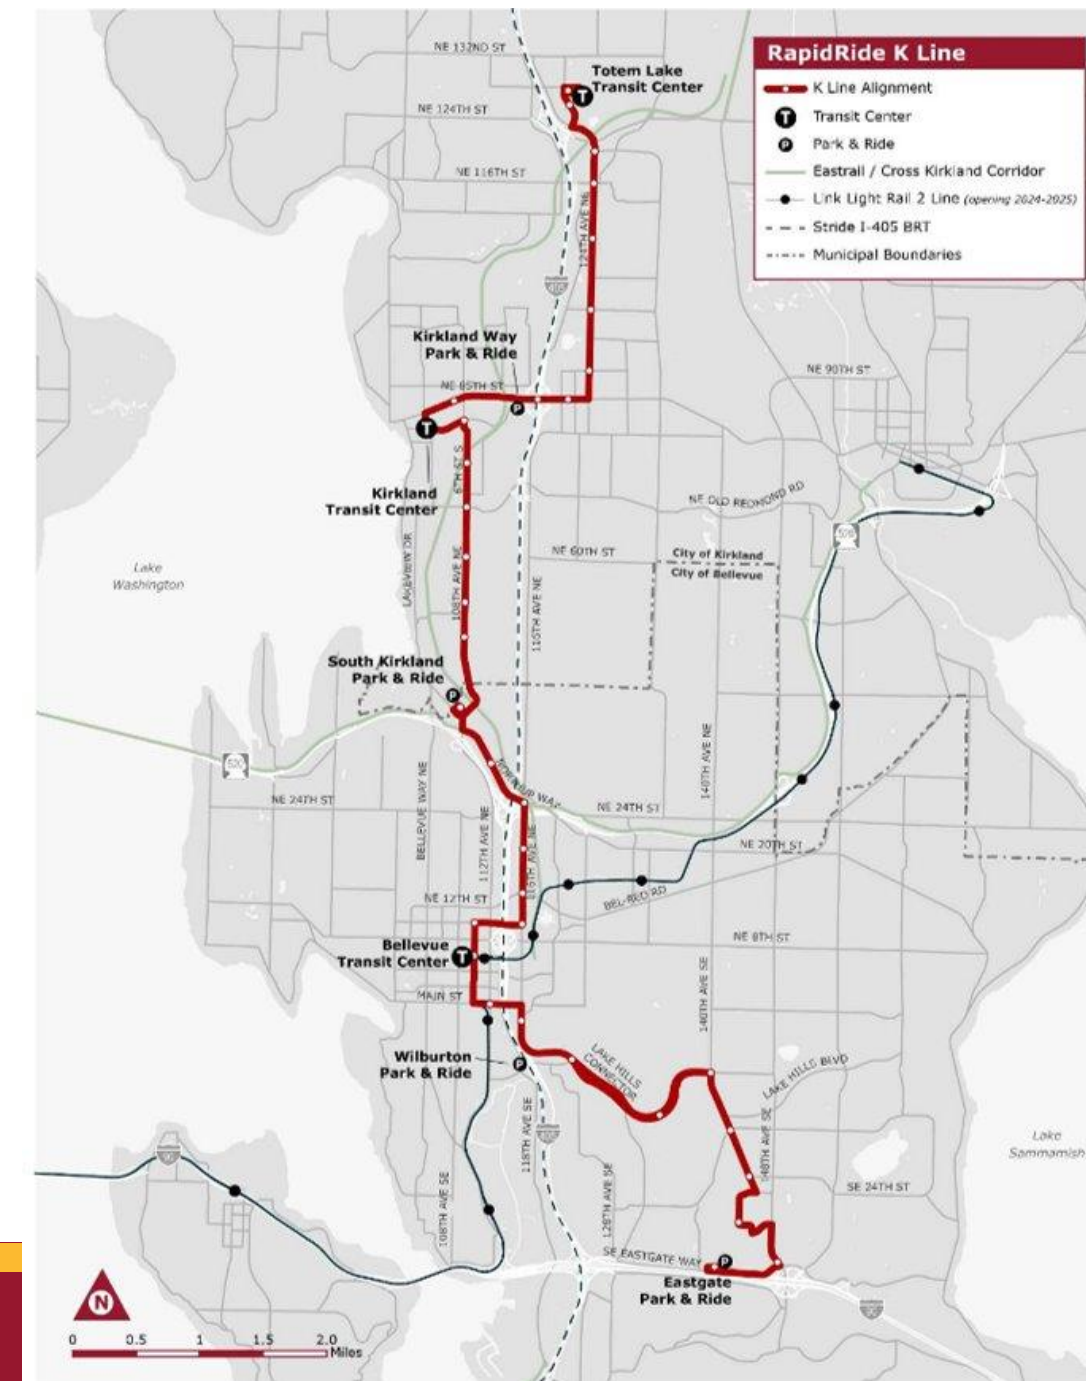 RapidRide K Line
K Line Alignment
T Transit Center
P Park & Ride
Eastrail / Cross Kirkland Corridor
Link Light Rail 2 Line (opening 2024-2025)
Stride I-405 BRT
Municipal Boundaries
NE 132ND ST
Totem Lake
Transit Center
T
NE 124TH ST
NE 116TH ST
124TH AVE NE
Kirkland Way
Park & Ride
NE 85TH ST
P
NE 90TH ST
T
6TH ST S
Kirkland
Transit Center
NE OLD REDMOND RD
520
LAKEVIEW DR
108TH AVE NE
NE 60TH ST
City of Kirkland
City of Bellevue
116TH AVE NE
Lake
Washington
South Kirkland
Park & Ride
P
520
NORTHUP WAY
140TH AVE NE
NE 24TH ST
NE 24TH ST
BELLEVUE WAY NE
112TH AVE NE
116TH AVE NE
NE 20TH ST
NE 12TH ST
BEL-RED RD
NE 8TH ST
Bellevue
Transit Center
T
MAIN ST
140TH AVE SE
Wilburton
Park & Ride
P
LAKE HILLS
CONNECTOR
LAKE HILLS BLVD
148TH AVE SE
118TH AVE SE
108TH AVE SE
128TH AVE SE
SE 24TH ST
Lake
Sammamish
SE EASTGATE WAY
P
Eastgate
Park & Ride
N
0 0.5 1 1.5 2.0
Miles